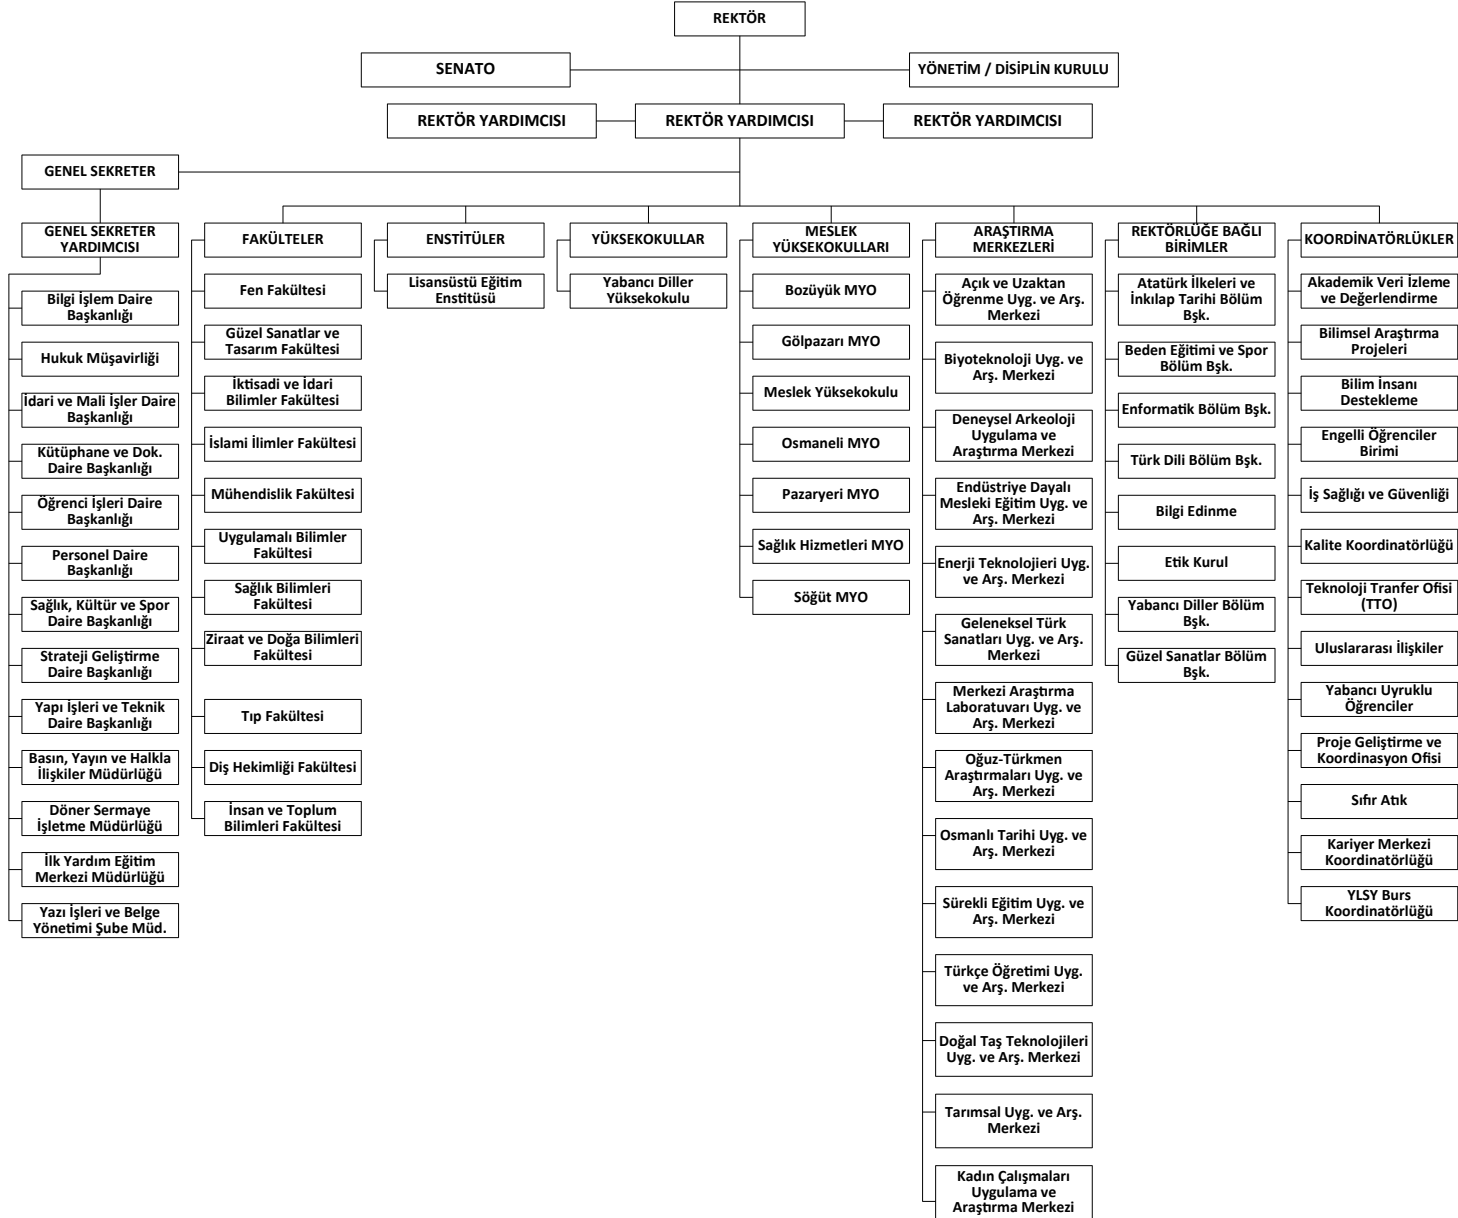 REKTÖR
SENATO
YÖNETİM / DİSİPLİN KURULU
REKTÖR YARDIMCISI
REKTÖR YARDIMCISI
REKTÖR YARDIMCISI
GENEL SEKRETER
GENEL SEKRETER
YARDIMCISI
Bilgi İşlem Daire
Başkanlığı
Hukuk Müşavirliği
İdari ve Mali İşler Daire
Başkanlığı
Kütüphane ve Dok.
Daire Başkanlığı
Öğrenci İşleri Daire
Başkanlığı
Personel Daire
Başkanlığı
Sağlık, Kültür ve Spor
Daire Başkanlığı
Strateji Geliştirme
Daire Başkanlığı
Yapı İşleri ve Teknik
Daire Başkanlığı
Basın, Yayın ve Halkla
İlişkiler Müdürlüğü
Döner Sermaye
İşletme Müdürlüğü
İlk Yardım Eğitim
Merkezi Müdürlüğü
Yazı İşleri ve Belge
Yönetimi Şube Müd.
FAKÜLTELER
Fen Fakültesi
Güzel Sanatlar ve
Tasarım Fakültesi
İktisadi ve İdari
Bilimler Fakültesi
İslami İlimler Fakültesi
Mühendislik Fakültesi
Uygulamalı Bilimler
Fakültesi
Sağlık Bilimleri
Fakültesi
Ziraat ve Doğa Bilimleri
Fakültesi
Tıp Fakültesi
Diş Hekimliği Fakültesi
İnsan ve Toplum
Bilimleri Fakültesi
ENSTİTÜLER
Lisansüstü Eğitim
Enstitüsü
YÜKSEKOKULLAR
Yabancı Diller
Yüksekokulu
MESLEK
YÜKSEKOKULLARI
Bozüyük MYO
Gölpazarı MYO
Meslek Yüksekokulu
Osmaneli MYO
Pazaryeri MYO
Sağlık Hizmetleri MYO
Söğüt MYO
ARAŞTIRMA
MERKEZLERİ
Açık ve Uzaktan
Öğrenme Uyg. ve Arş.
Merkezi
Biyoteknoloji Uyg. ve
Arş. Merkezi
Deneysel Arkeoloji
Uygulama ve
Araştırma Merkezi
Endüstriye Dayalı
Mesleki Eğitim Uyg. ve
Arş. Merkezi
Enerji Teknolojieri Uyg.
ve Arş. Merkezi
Geleneksel Türk
Sanatları Uyg. ve Arş.
Merkezi
Merkezi Araştırma
Laboratuvarı Uyg. ve
Arş. Merkezi
Oğuz-Türkmen
Araştırmaları Uyg. ve
Arş. Merkezi
Osmanlı Tarihi Uyg. ve
Arş. Merkezi
Sürekli Eğitim Uyg. ve
Arş. Merkezi
Türkçe Öğretimi Uyg.
ve Arş. Merkezi
Doğal Taş Teknolojileri
Uyg. ve Arş. Merkezi
Tarımsal Uyg. ve Arş.
Merkezi
Kadın Çalışmaları
Uygulama ve
Araştırma Merkezi
REKTÖRLÜĞE BAĞLI
BİRİMLER
Atatürk İlkeleri ve
İnkılap Tarihi Bölüm
Bşk.
Beden Eğitimi ve Spor
Bölüm Bşk.
Enformatik Bölüm Bşk.
Türk Dili Bölüm Bşk.
Bilgi Edinme
Etik Kurul
Yabancı Diller Bölüm
Bşk.
Güzel Sanatlar Bölüm
Bşk.
KOORDİNATÖRLÜKLER
Akademik Veri İzleme
ve Değerlendirme
Bilimsel Araştırma
Projeleri
Bilim İnsanı
Destekleme
Engelli Öğrenciler
Birimi
İş Sağlığı ve Güvenliği
Kalite Koordinatörlüğü
Teknoloji Tranfer Ofisi
(TTO)
Uluslararası İlişkiler
Yabancı Uyruklu
Öğrenciler
Proje Geliştirme ve
Koordinasyon Ofisi
Sıfır Atık
Kariyer Merkezi
Koordinatörlüğü
YLSY Burs
Koordinatörlüğü